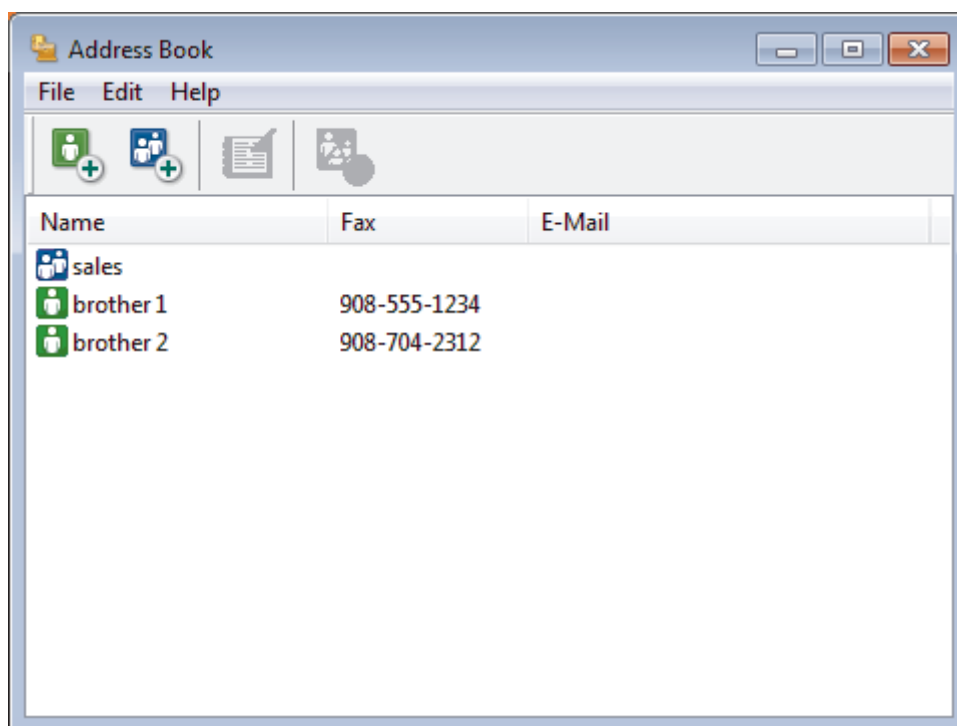 Address Book
File Edit Help
Name Fax E-Mail
sales
brother 1 908-555-1234
brother 2 908-704-2312